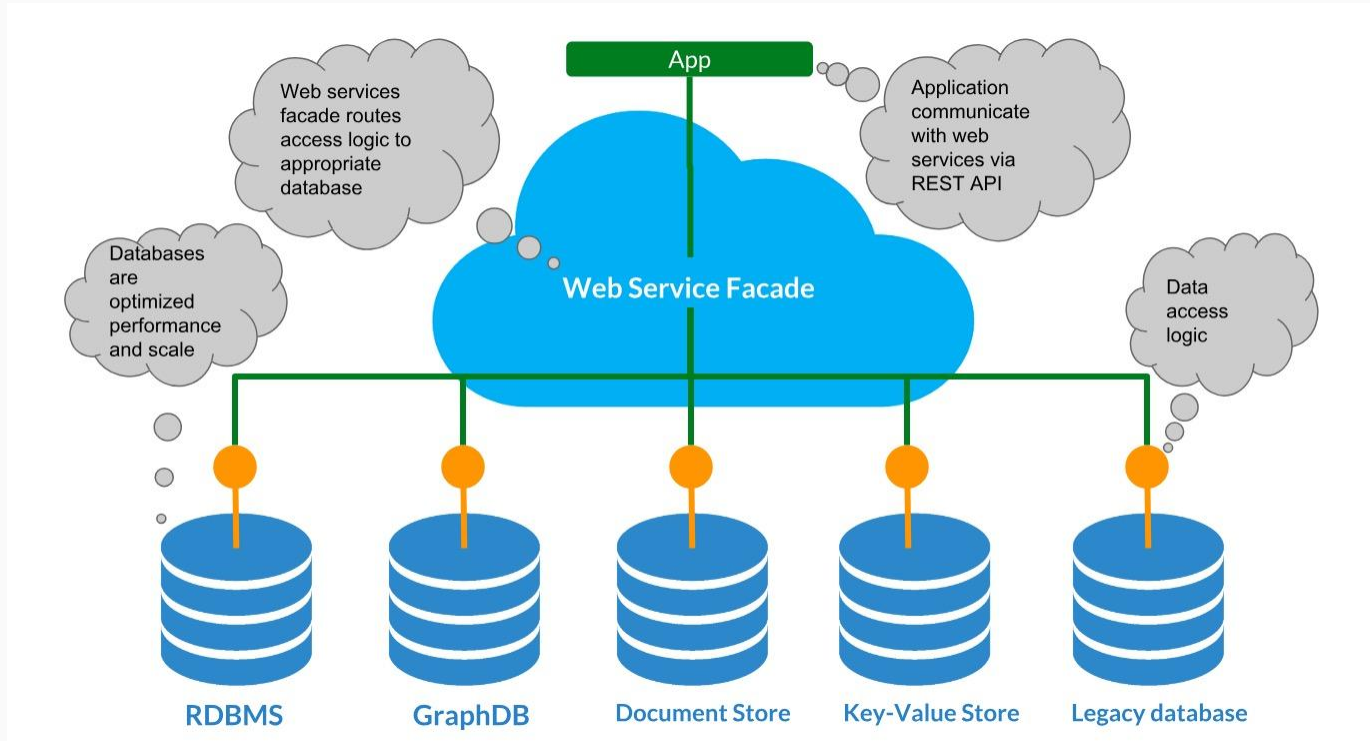 App
Web services
facade routes
access logic to
appropriate
database
Application
communicate
with web
services via
REST API
Databases
are
optimized
performance
and scale
Web Service Facade
Data
access
logic
RDBMS
GraphDB
Document Store
Key-Value Store
Legacy database